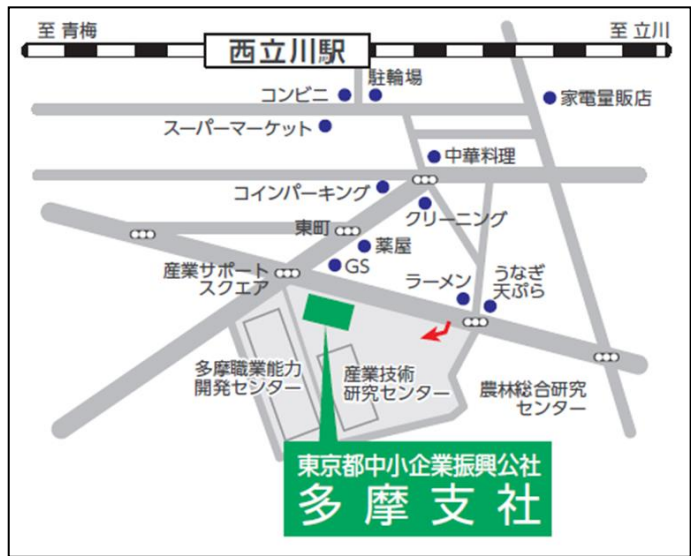 至 青梅
至 立川
西立川駅
駐輪場
コンビニ
家電量販店
スーパーマーケット
中華料理
コインパーキング
クリーニング
東町
薬屋
GS
産業サポート
スクエア
ラーメン
うなぎ
天ぷら
多摩職業能力
開発センター
産業技術
研究センター
農林総合研究
センター
東京都中小企業振興公社
多摩支社